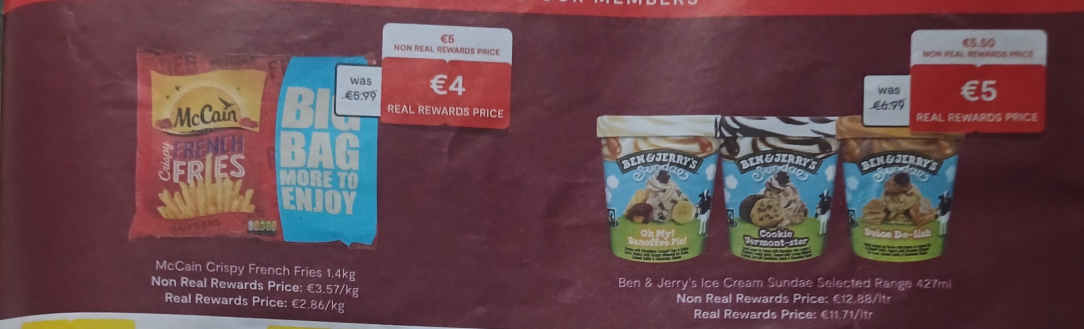 OUR MEMBERS
€5
NON REAL REWARDS PRICE
was
€5.99
€4
REAL REWARDS PRICE
McCain
Crispy
FRENCH
FRIES
BIG
BAG
MORE TO
ENJOY
McCain Crispy French Fries 1.4kg
Non Real Rewards Price: €3.57/kg
Real Rewards Price: €2.86/kg
€5.50
NON REAL REWARDS PRICE
was
€6.99
€5
REAL REWARDS PRICE
BEN & JERRY'S
Sundaes
Oh My!
Banoffee Pie!
BEN & JERRY'S
Sundaes
Cookie
Vermont-ster
BEN & JERRY'S
Sundaes
Dulce De-lish
Ben & Jerry's Ice Cream Sundae Selected Range 427ml
Non Real Rewards Price: €12.88/ltr
Real Rewards Price: €11.71/ltr